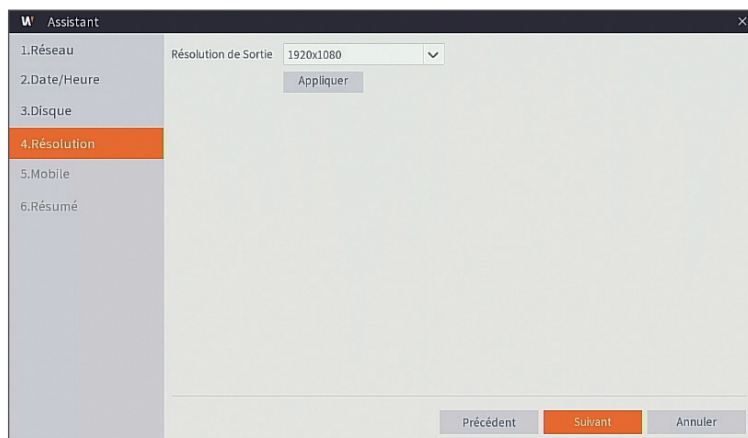 Assistant
1.Réseau
2.Date/Heure
3.Disque
4.Résolution
5.Mobile
6.Résumé
Résolution de Sortie 1920x1080
Appliquer
Précédent Suivant Annuler